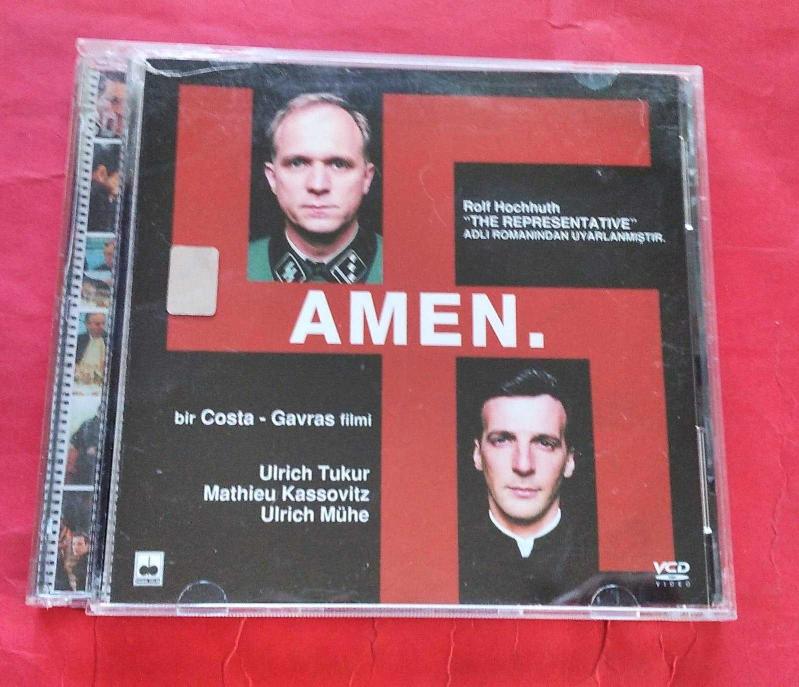 Rolf Hochhuth
"THE REPRESENTATIVE"
ADLI ROMANINDAN UYARLANMIŞTIR.
AMEN.
bir Costa - Gavras filmi
Ulrich Tukur
Mathieu Kassovitz
Ulrich Mühe
VCD
VIDEO